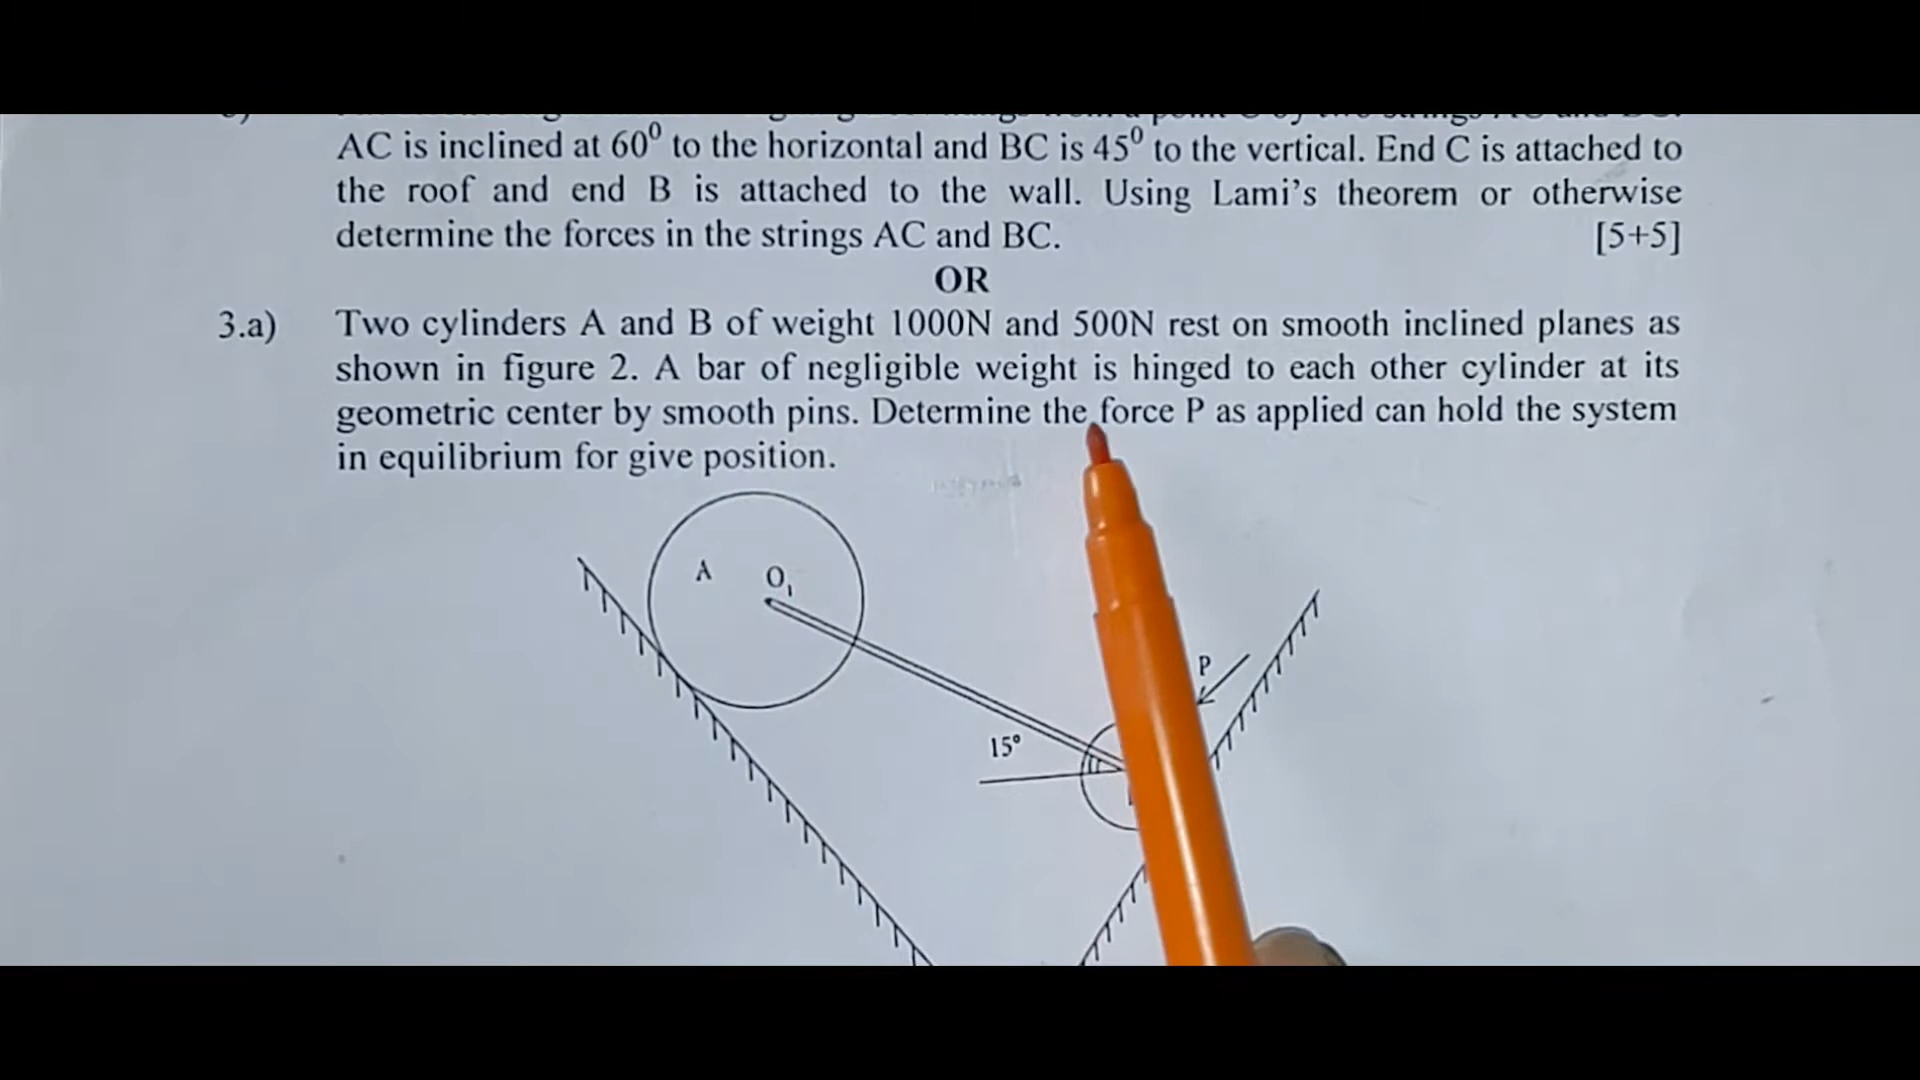 AC is inclined at 60⁰ to the horizontal and BC is 45⁰ to the vertical. End C is attached to
the roof and end B is attached to the wall. Using Lami's theorem or otherwise
determine the forces in the strings AC and BC. [5+5]
OR
3.a) Two cylinders A and B of weight 1000N and 500N rest on smooth inclined planes as
shown in figure 2. A bar of negligible weight is hinged to each other cylinder at its
geometric center by smooth pins. Determine the force P as applied can hold the system
in equilibrium for give position.
A O₁
P
15°